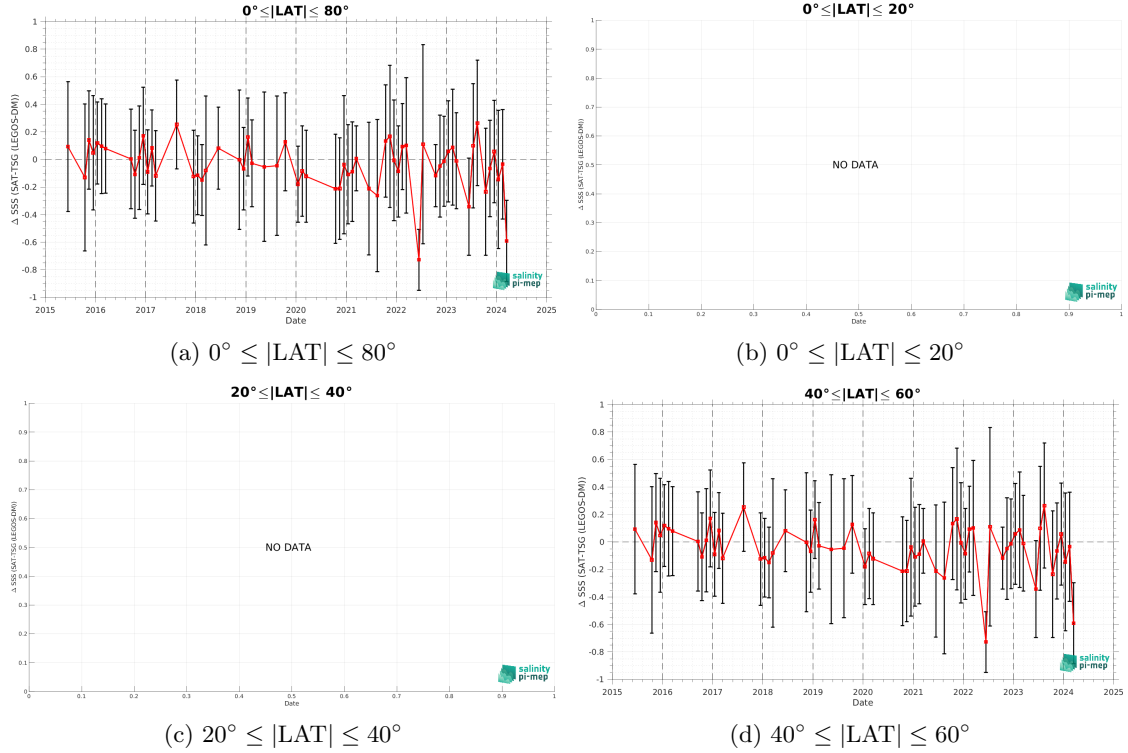 0°≤|LAT|≤ 80°
Δ SSS (SAT-TSG (LEGOS-DM))
1
0.8
0.6
0.4
0.2
0
-0.2
-0.4
-0.6
-0.8
-1
2015 2016 2017 2018 2019 2020 2021 2022 2023 2024 2025
Date
salinity
pi-mep
(a) 0° ≤ |LAT| ≤ 80°
0°≤|LAT|≤ 20°
Δ SSS (SAT-TSG (LEGOS-DM))
1
0.9
0.8
0.7
0.6
0.5
0.4
0.3
0.2
0.1
0
NO DATA
0 0.1 0.2 0.3 0.4 0.5 0.6 0.7 0.8 0.9 1
Date
salinity
pi-mep
(b) 0° ≤ |LAT| ≤ 20°
20°≤|LAT|≤ 40°
Δ SSS (SAT-TSG (LEGOS-DM))
1
0.9
0.8
0.7
0.6
0.5
0.4
0.3
0.2
0.1
0
NO DATA
0 0.1 0.2 0.3 0.4 0.5 0.6 0.7 0.8 0.9 1
Date
salinity
pi-mep
(c) 20° ≤ |LAT| ≤ 40°
40°≤|LAT|≤ 60°
Δ SSS (SAT-TSG (LEGOS-DM))
1
0.8
0.6
0.4
0.2
0
-0.2
-0.4
-0.6
-0.8
-1
2015 2016 2017 2018 2019 2020 2021 2022 2023 2024 2025
Date
salinity
pi-mep
(d) 40° ≤ |LAT| ≤ 60°